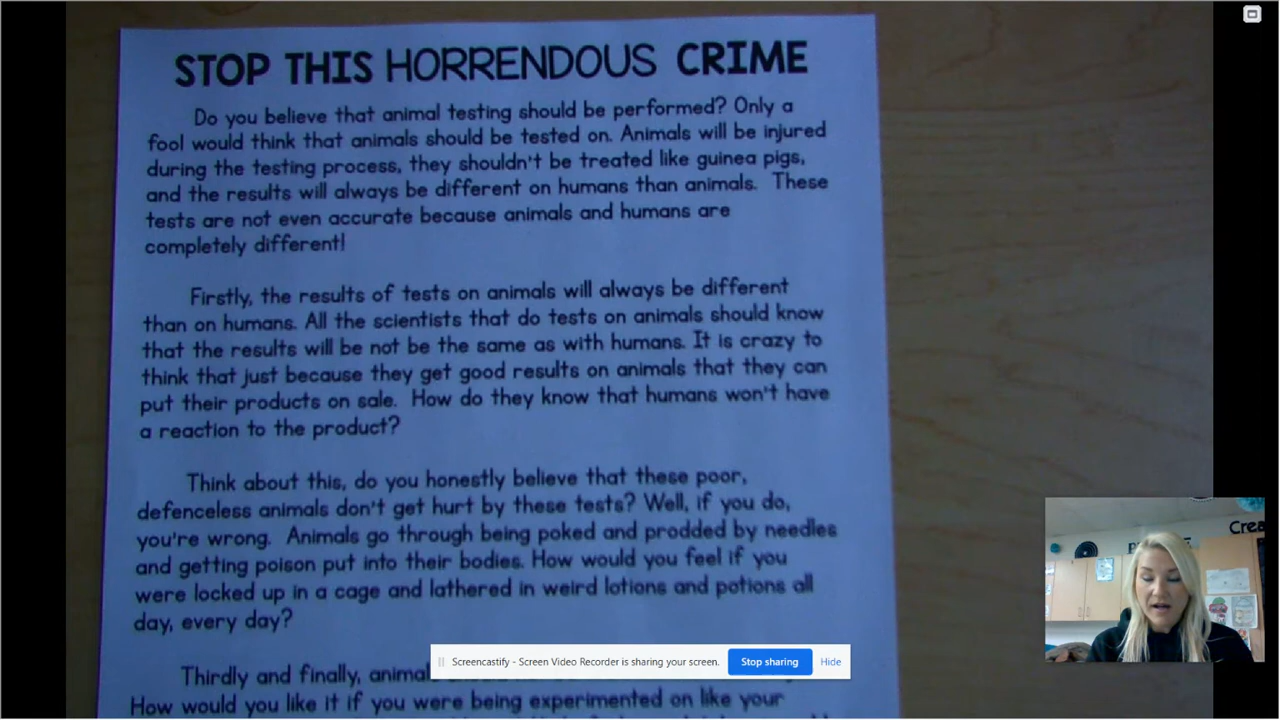 STOP THIS HORRENDOUS CRIME
Do you believe that animal testing should be performed? Only a
fool would think that animals should be tested on. Animals will be injured
during the testing process, they shouldn't be treated like guinea pigs,
and the results will always be different on humans than animals. These
tests are not even accurate because animals and humans are
completely different!
Firstly, the results of tests on animals will always be different
than on humans. All the scientists that do tests on animals should know
that the results will be not be the same as with humans. It is crazy to
think that just because they get good results on animals that they can
put their products on sale. How do they know that humans won't have
a reaction to the product?
Think about this, do you honestly believe that these poor,
defenceless animals don't get hurt by these tests? Well, if you do,
you're wrong. Animals go through being poked and prodded by needles
and getting poison put into their bodies. How would you feel if you
were locked up in a cage and lathered in weird lotions and potions all
day, every day?
Thirdly and finally,
How would you like it if you were being experimented on like your
Screencastify - Screen Video Recorder is sharing your screen.
Stop sharing
Hide
Crea